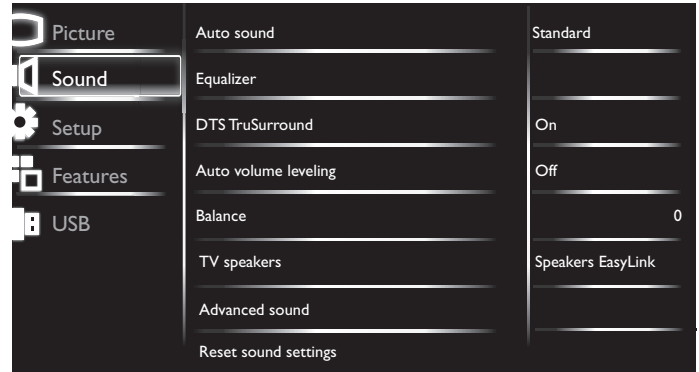 Picture
Sound
Setup
Features
USB
Auto sound Standard
Equalizer
DTS TruSurround On
Auto volume leveling Off
Balance 0
TV speakers Speakers EasyLink
Advanced sound
Reset sound settings